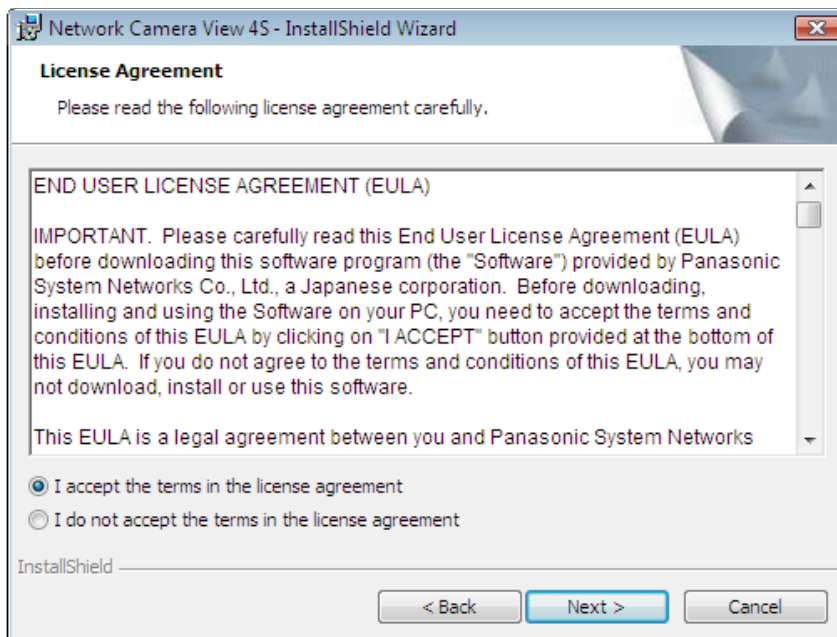 Network Camera View 4S - InstallShield Wizard
License Agreement
Please read the following license agreement carefully.
END USER LICENSE AGREEMENT (EULA)
IMPORTANT.  Please carefully read this End User License Agreement (EULA)
before downloading this software program (the "Software") provided by Panasonic
System Networks Co., Ltd., a Japanese corporation.  Before downloading,
installing and using the Software on your PC, you need to accept the terms and
conditions of this EULA by clicking on "I ACCEPT" button provided at the bottom of
this EULA.  If you do not agree to the terms and conditions of this EULA, you may
not download, install or use this software.
This EULA is a legal agreement between you and Panasonic System Networks
I accept the terms in the license agreement
I do not accept the terms in the license agreement
InstallShield
< Back Next > Cancel